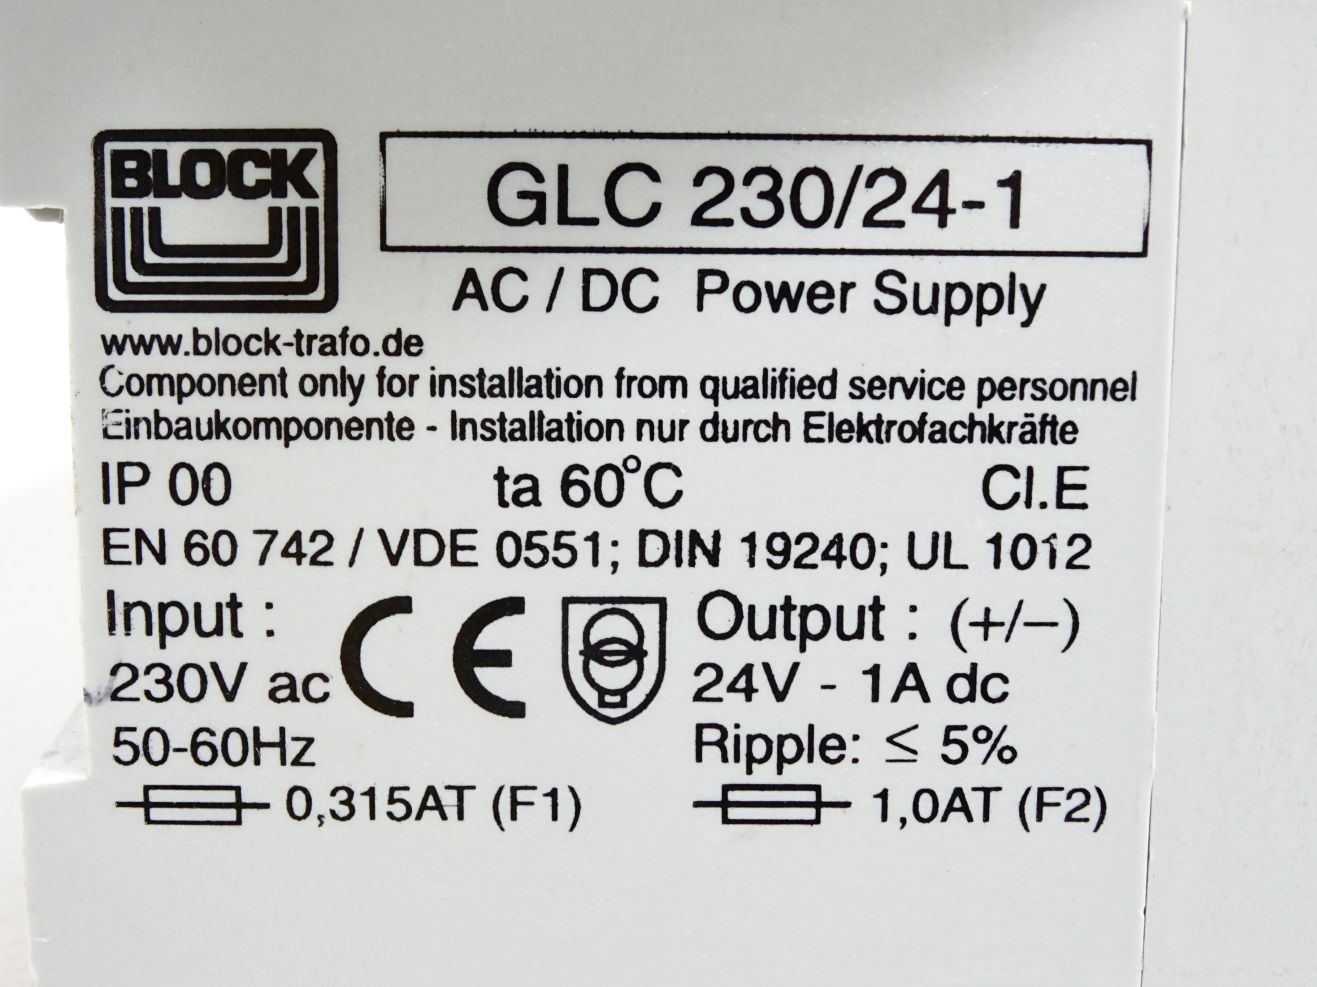 BLOCK
GLC 230/24-1
AC / DC Power Supply
www.block-trafo.de
Component only for installation from qualified service personnel
Einbaukomponente - Installation nur durch Elektrofachkräfte
IP 00 ta 60°C Cl.E
EN 60 742 / VDE 0551; DIN 19240; UL 1012
Input : CE Output : (+/−)
230V ac 24V - 1A dc
50-60Hz Ripple: ≤ 5%
0,315AT (F1) 1,0AT (F2)